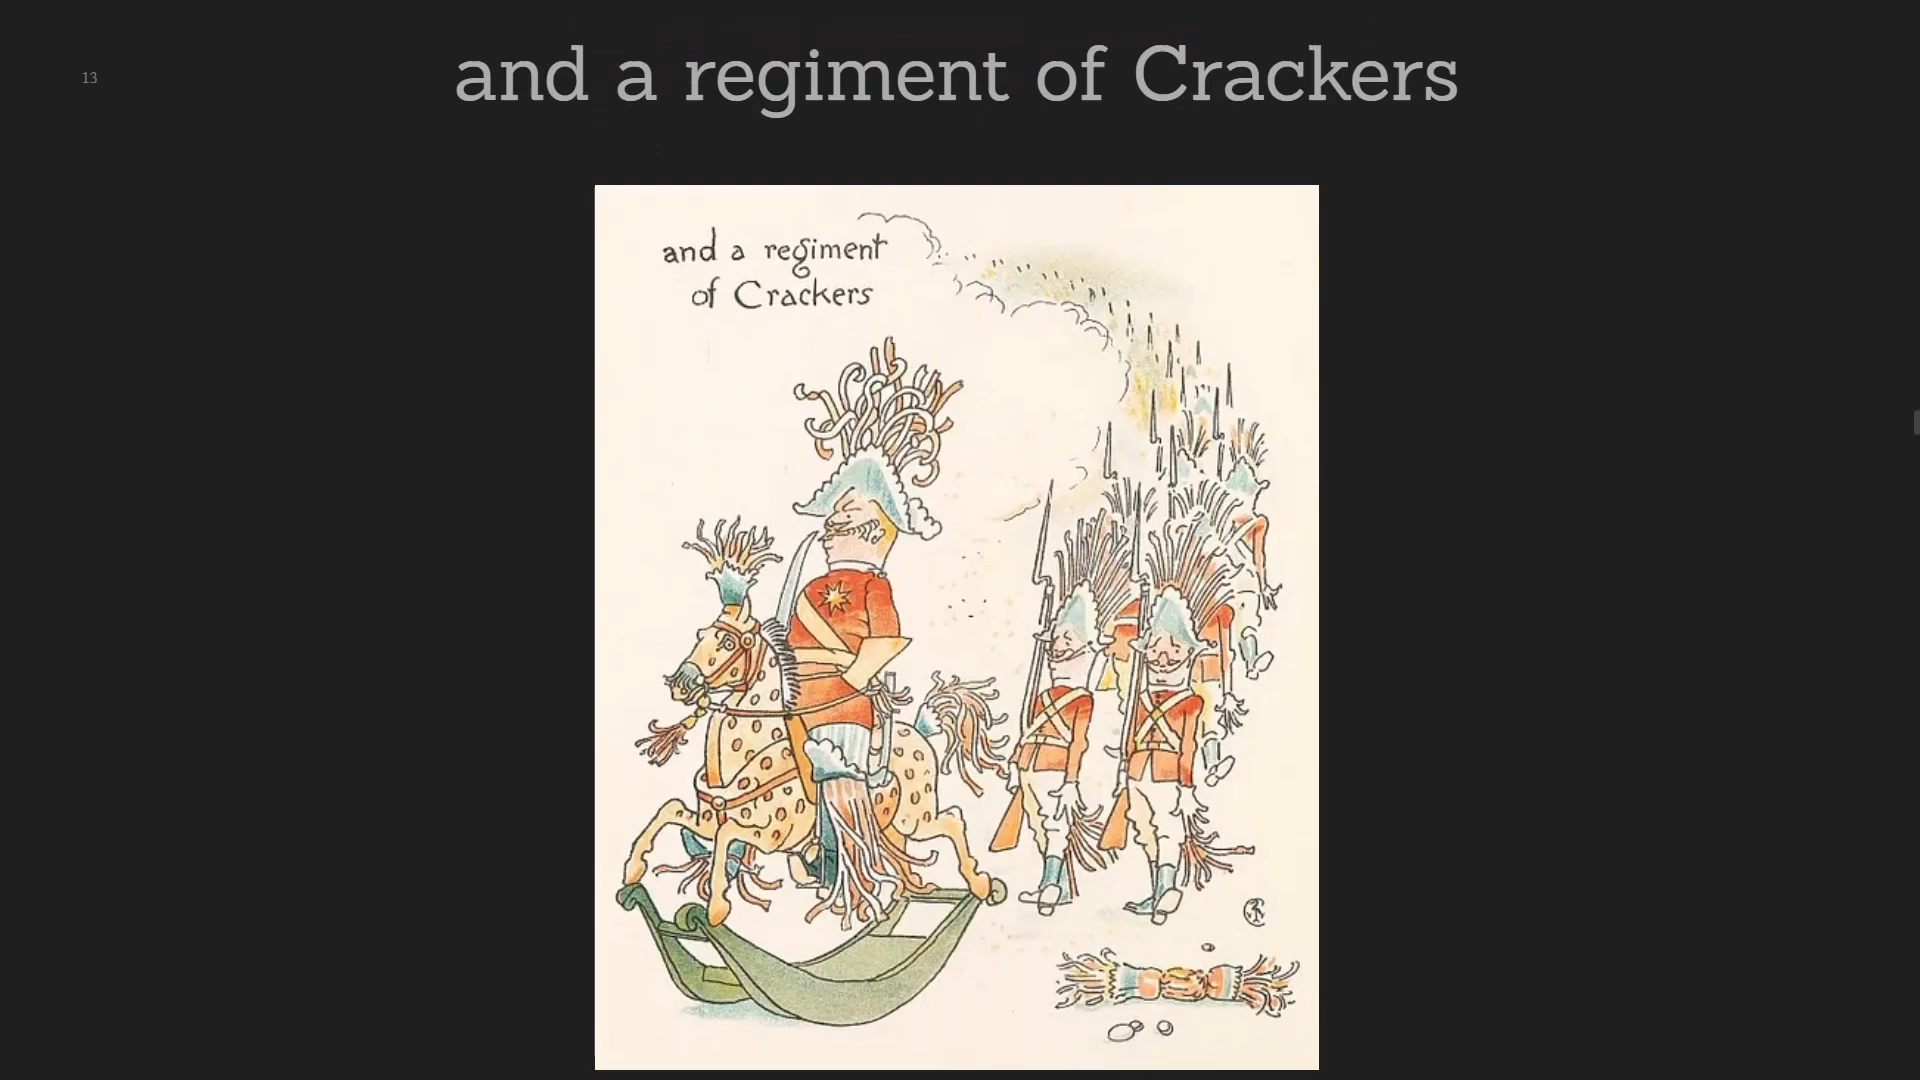 13
and a regiment of Crackers
and a regiment
of Crackers